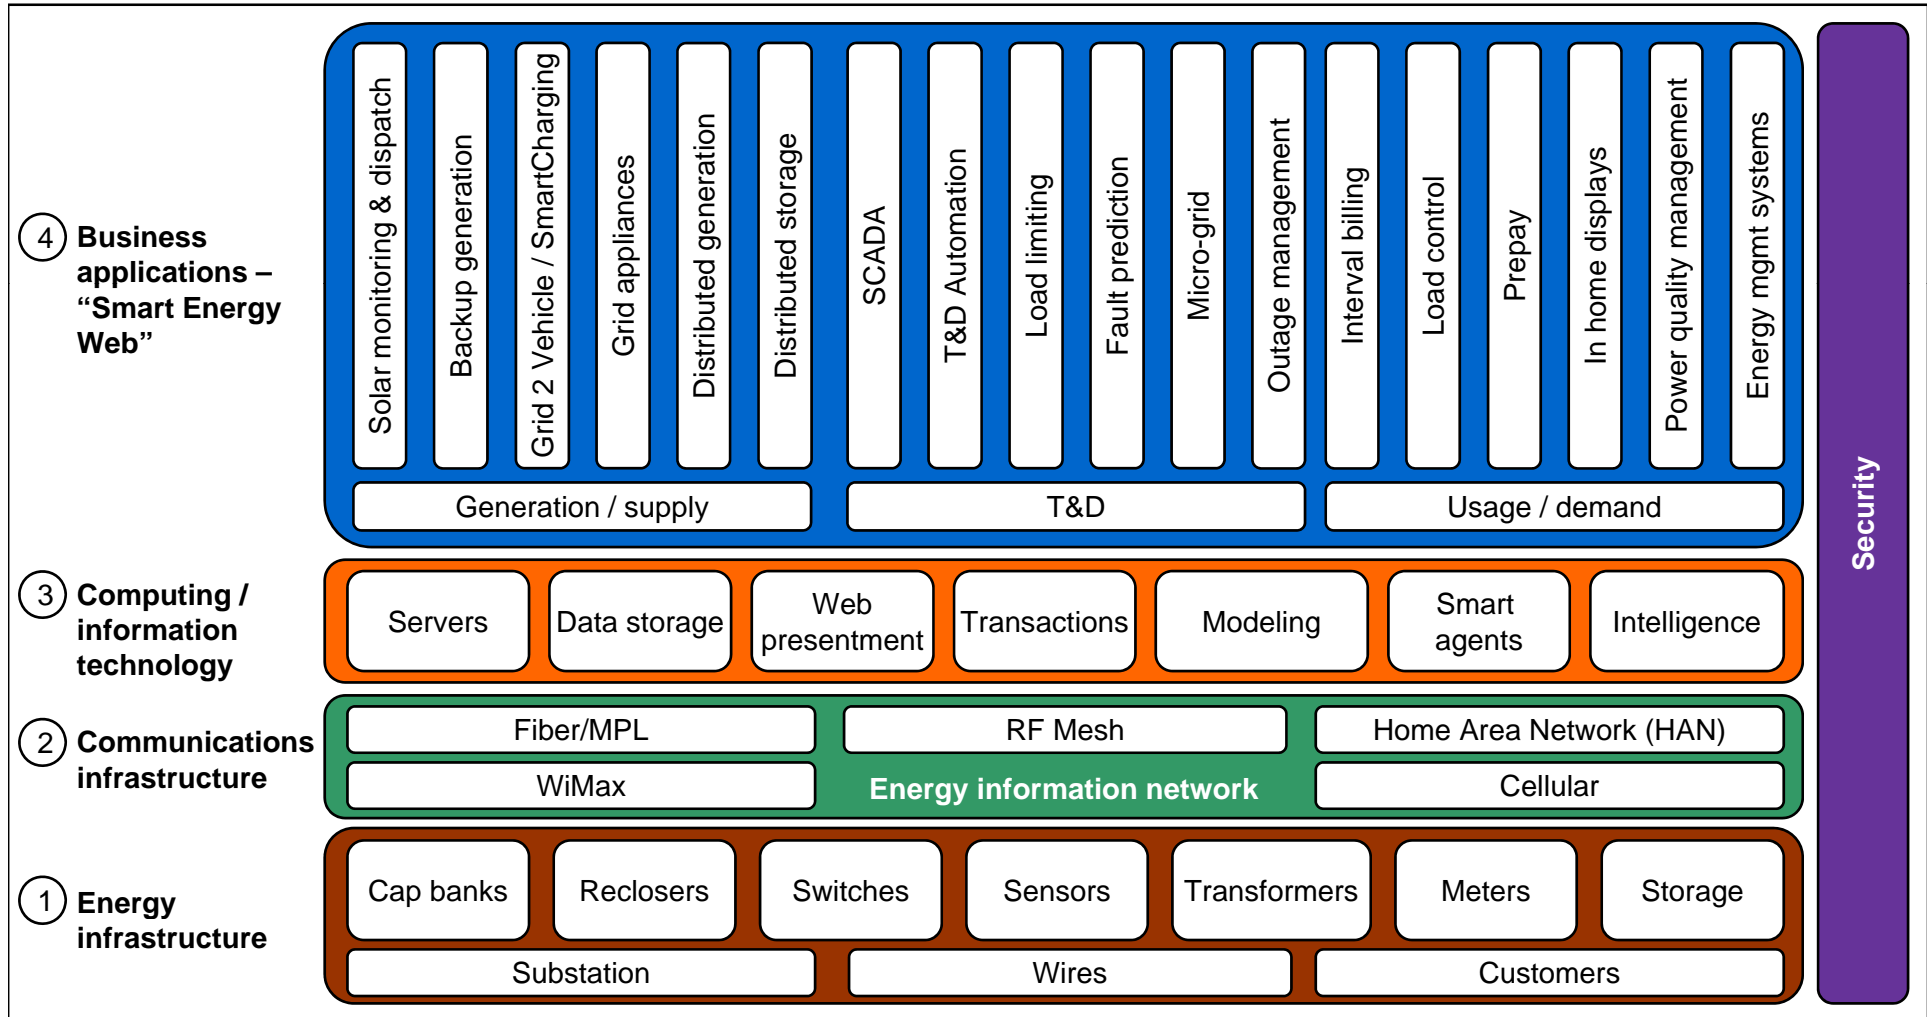 4
Business
applications –
“Smart Energy
Web”
Solar monitoring & dispatch
Backup generation
Grid 2 Vehicle / SmartCharging
Grid appliances
Distributed generation
Distributed storage
SCADA
T&D Automation
Load limiting
Fault prediction
Micro-grid
Outage management
Interval billing
Load control
Prepay
In home displays
Power quality management
Energy mgmt systems
Generation / supply
T&D
Usage / demand
3
Computing /
information
technology
Servers
Data storage
Web
presentment
Transactions
Modeling
Smart
agents
Intelligence
2
Communications
infrastructure
Fiber/MPL
RF Mesh
Home Area Network (HAN)
WiMax
Energy information network
Cellular
1
Energy
infrastructure
Cap banks
Reclosers
Switches
Sensors
Transformers
Meters
Storage
Substation
Wires
Customers
Security